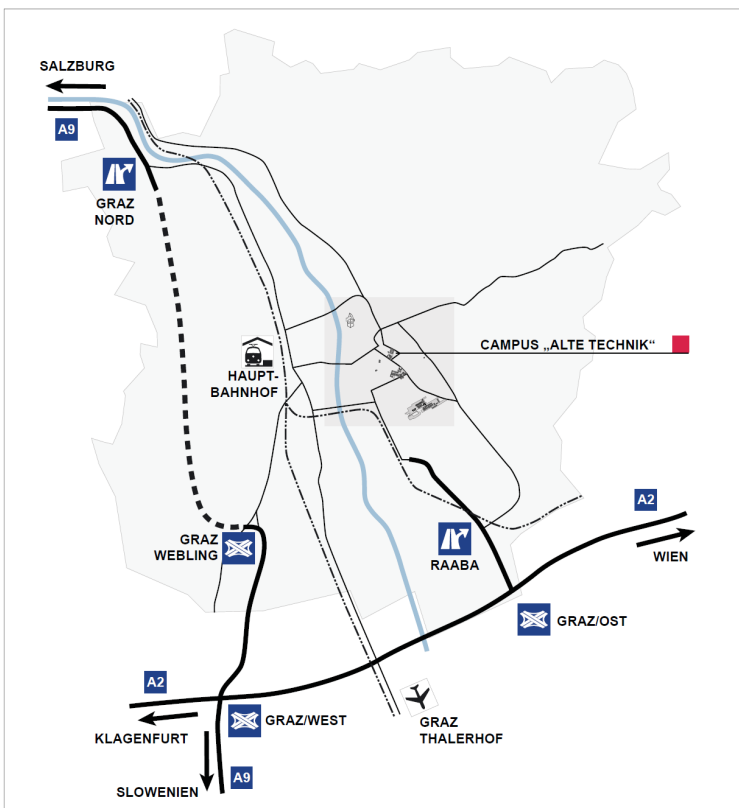 SALZBURG
A9
GRAZ
NORD
CAMPUS „ALTE TECHNIK“
HAUPT-
BAHNHOF
A2
GRAZ
WEBLING
RAABA
WIEN
GRAZ/OST
A2
GRAZ/WEST
GRAZ
THALERHOF
KLAGENFURT
A9
SLOWENIEN